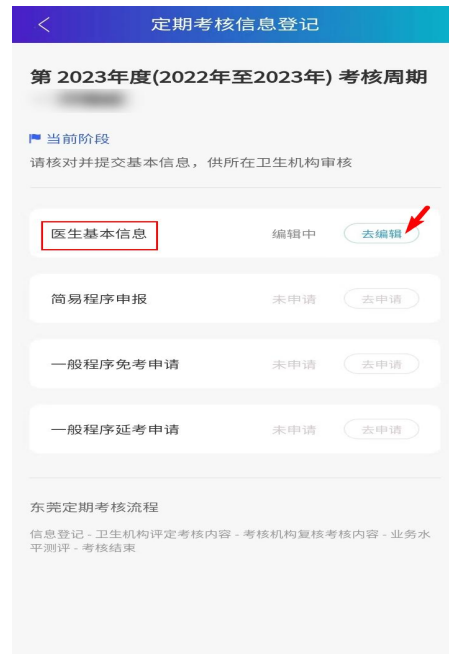 定期考核信息登记
第 2023年度(2022年至2023年) 考核周期
当前阶段
请核对并提交基本信息，供所在卫生机构审核
医生基本信息 编辑中 去编辑
简易程序申报 未申请 去申请
一般程序免考申请 未申请 去申请
一般程序延考申请 未申请 去申请
东莞定期考核流程
信息登记 - 卫生机构评定考核内容 - 考核机构复核考核内容 - 业务水
平测评 - 考核结束